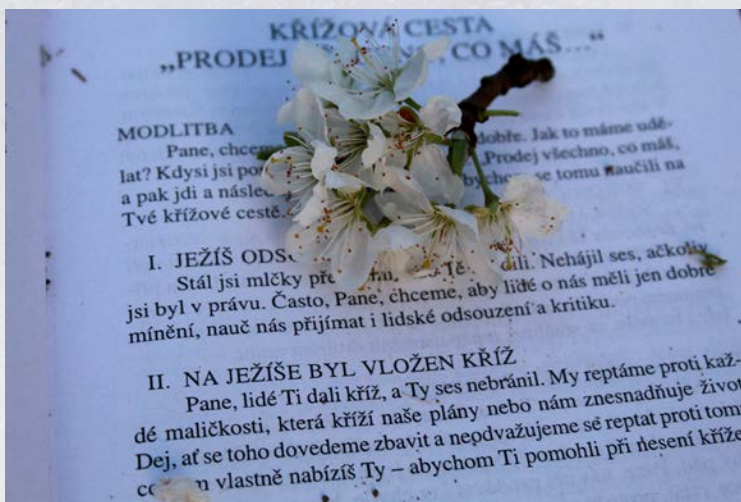 KŘÍŽOVÁ CESTA
„PRODEJ CO MÁŠ…“
MODLITBA
Pane, chceme dobře. Jak to máme udě-
lat? Kdysi jsi „Prodej všechno, co máš,
a pak jdi a následuj se tomu naučili na
Tvé křížové cestě.
I. JEŽÍŠ
Stál jsi mlčky Nehájil ses, ačkoliv
jsi byl v právu. Často, Pane, chceme, aby lidé o nás měli jen dobré
mínění, nauč nás přijímat i lidské odsouzení a kritiku.
II. NA JEŽÍŠE BYL VLOŽEN KŘÍŽ
Pane, lidé Ti dali kříž, a Ty ses nebránil. My reptáme proti kaž-
dé maličkosti, která kříží naše plány nebo nám znesnadňuje život
Dej, ať se toho dovedeme zbavit a neodvažujeme se reptat proti tomu
vlastně nabízíš Ty – abychom Ti pomohli při nesení kříže